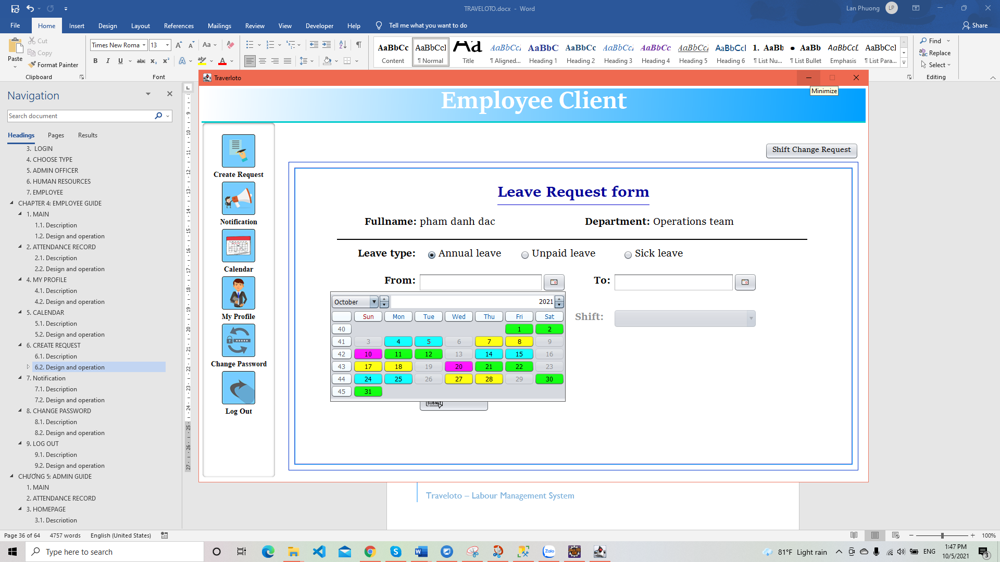 TRAVELOTO.docx - Word
Lan Phuong LP
File Home Insert Design Layout References Mailings Review View Developer Help Tell me what you want to do Share
Paste Cut Copy Format Painter
Clipboard
Times New Roma 13
Font
AaBbCc Content
AaBbCcI ¶ Normal
Aa Title
AaBbCcI ¶ Aligned...
AaBbC Heading 1
AaBbCc Heading 2
AaBbCcI Heading 3
AaBbCc Heading 4
AaBbCcI Heading 5
AaBbCcI Heading 6
1. AaBb ¶ List Nu...
• AaBb ¶ List Bullet
AaBbCcL Emphasis
AaBbCcI ¶ List Para...
Find
Replace
Select
Editing
Navigation
Search document
Headings Pages Results
3. LOGIN
4. CHOOSE TYPE
5. ADMIN OFFICER
6. HUMAN RESOURCES
7. EMPLOYEE
CHAPTER 4: EMPLOYEE GUIDE
1. MAIN
1.1. Description
1.2. Design and operation
2. ATTENDANCE RECORD
2.1. Description
2.2. Design and operation
4. MY PROFILE
4.1. Description
4.2. Design and operation
5. CALENDAR
5.1. Description
5.2. Design and operation
6. CREATE REQUEST
6.1. Description
6.2. Design and operation
7. Notification
7.1. Description
7.2. Design and operation
8. CHANGE PASSWORD
8.1. Description
8.2. Design and operation
9. LOG OUT
9.1. Description
9.2. Design and operation
CHƯƠNG 5: ADMIN GUIDE
1. MAIN
2. ATTENDANCE RECORD
3. HOMEPAGE
3.1. Description
Traverloto
Minimize
Employee Client
Create Request
Notification
Calendar
My Profile
Change Password
Log Out
Shift Change Request
Leave Request form
Fullname: pham danh dac Department: Operations team
Leave type: Annual leave Unpaid leave Sick leave
From: To:
Shift:
October 2021
Sun Mon Tue Wed Thu Fri Sat
40 1 2
41 3 4 5 6 7 8 9
42 10 11 12 13 14 15 16
43 17 18 19 20 21 22 23
44 24 25 26 27 28 29 30
45 31
SUBMIT
Traveloto – Labour Management System
Page 36 of 64 4757 words English (United States) 100%
Type here to search
81°F Light rain ENG 1:47 PM
10/5/2021 3